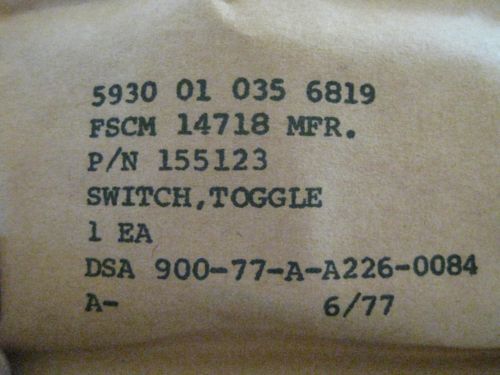 5930 01 035 6819
FSCM 14718 MFR.
P/N 155123
SWITCH,TOGGLE
1 EA
DSA 900-77-A-A226-0084
A- 6/77